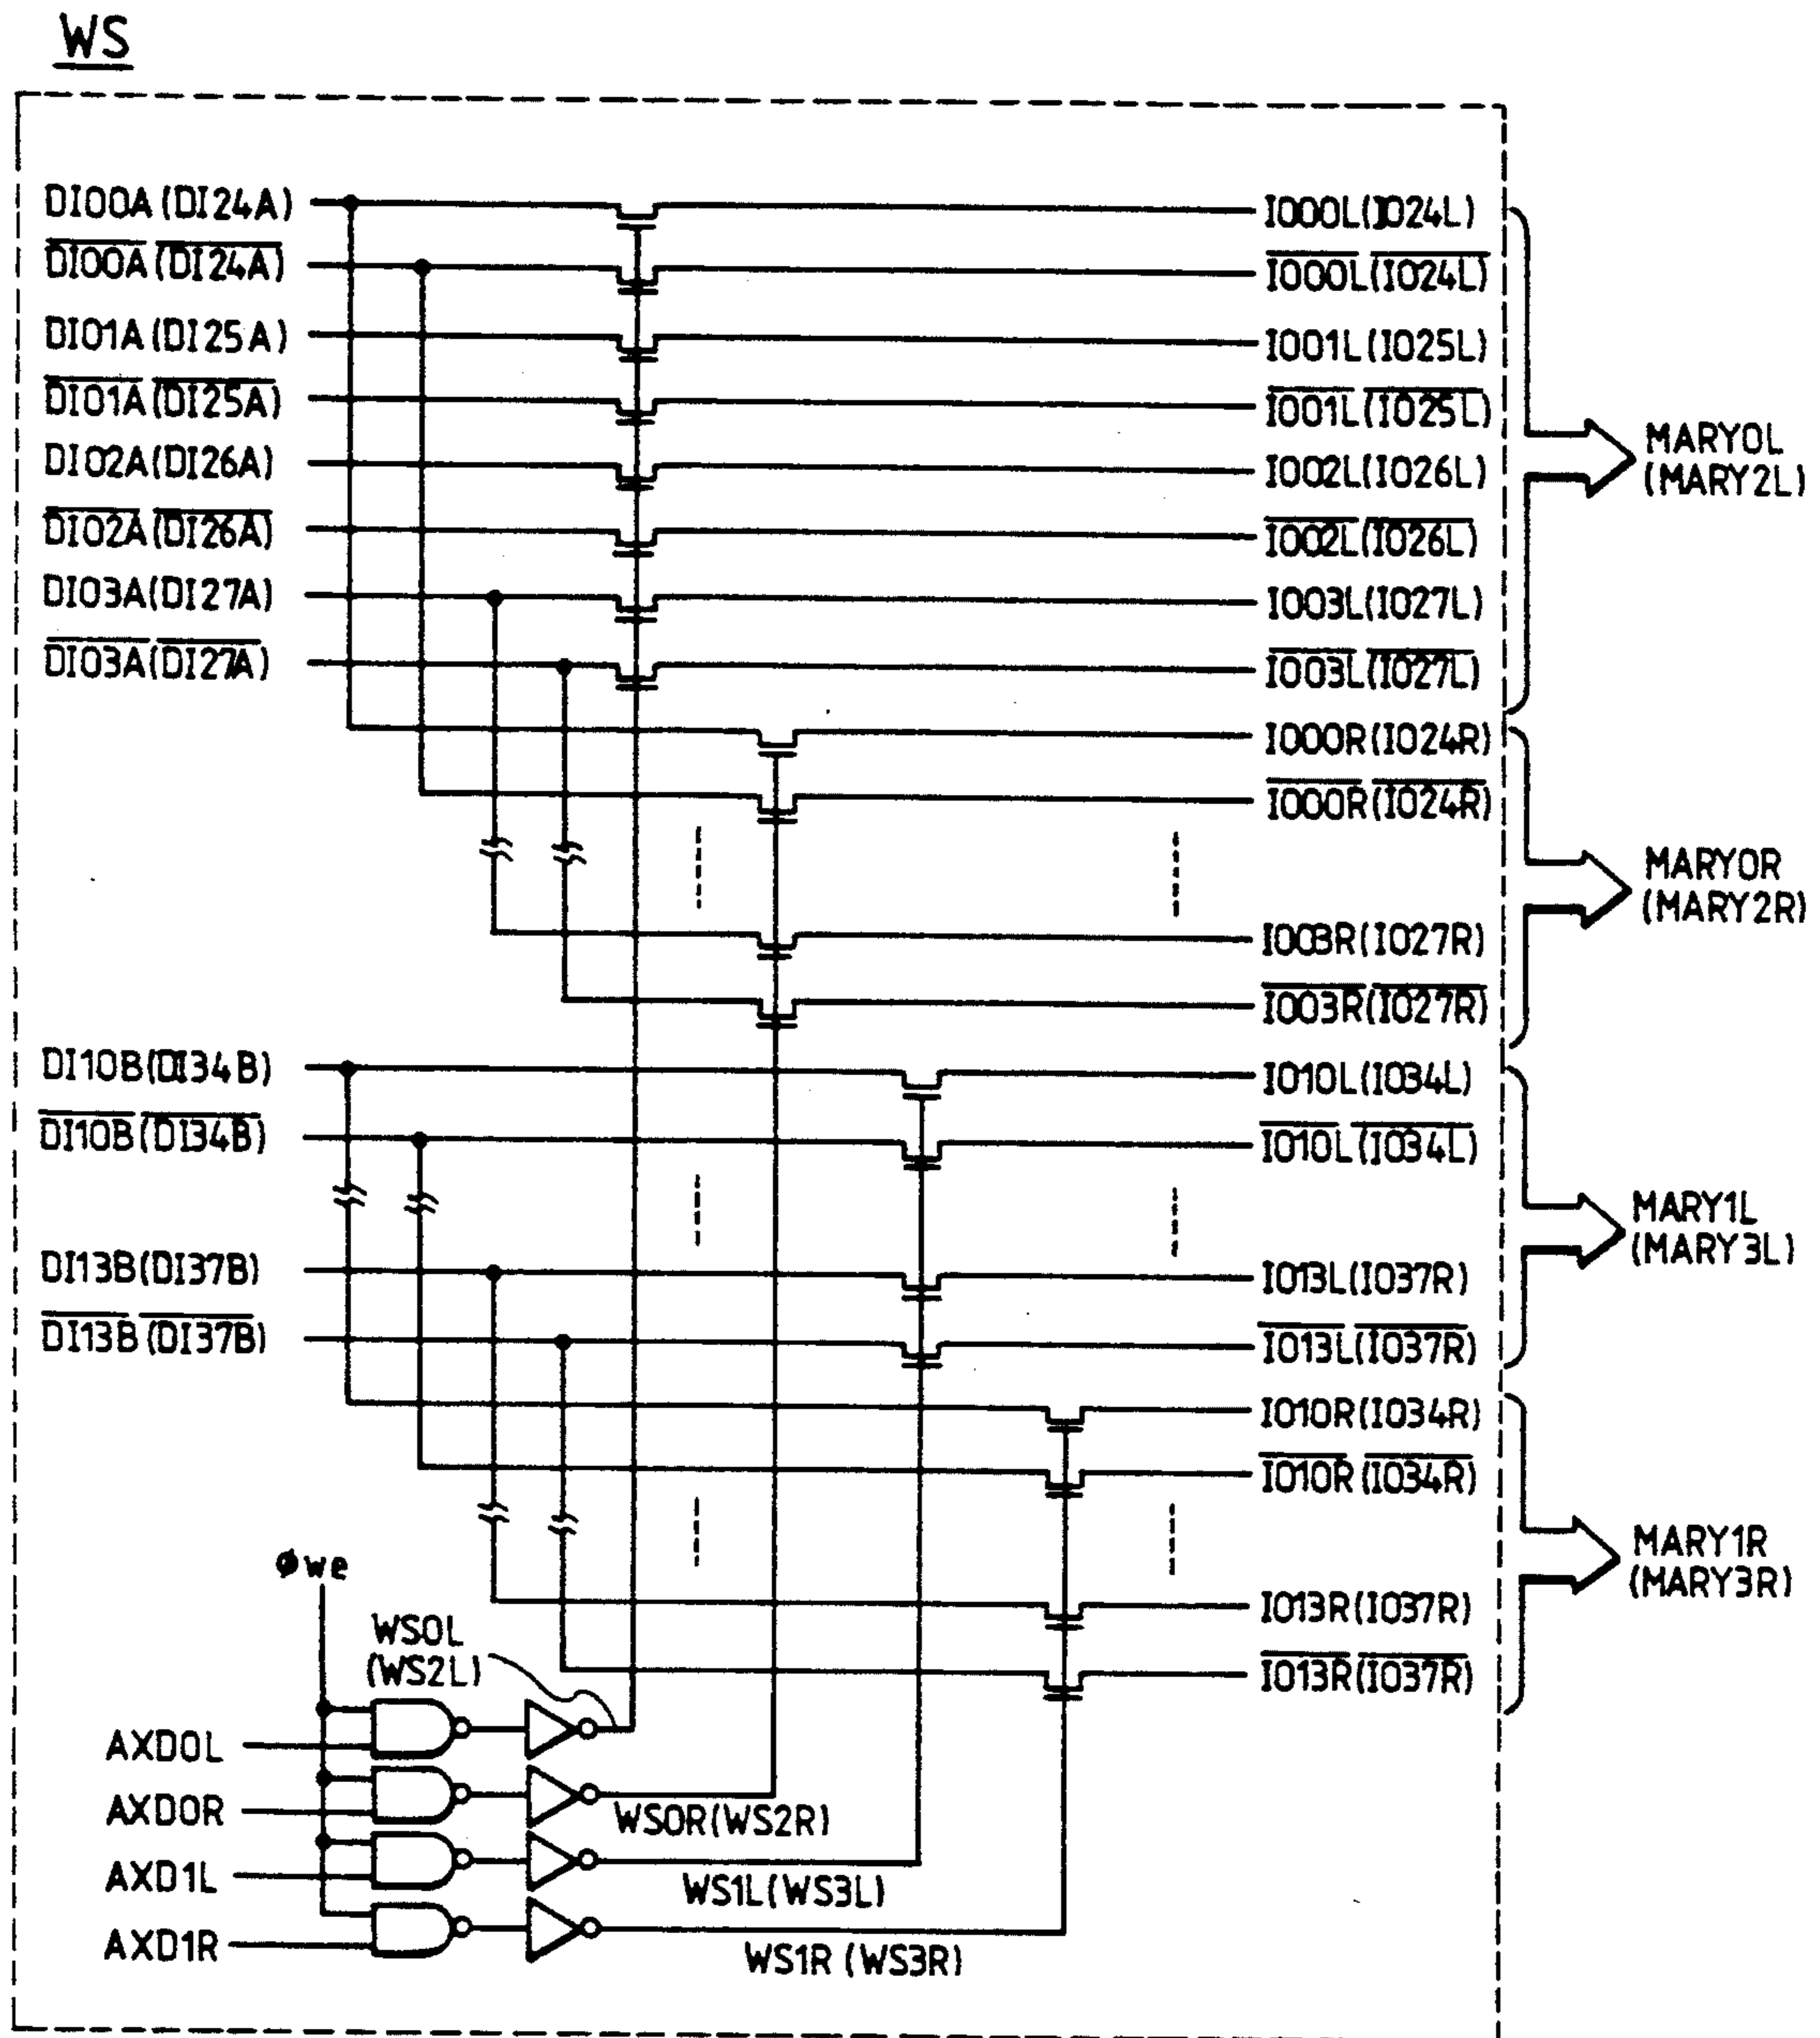 WS
DI00A (DI24A)
IO00L(IO24L)
DI00A (DI24A)
IO00L(IO24L)
DI01A (DI25A)
IO01L(IO25L)
DI01A (DI25A)
IO01L(IO25L)
DI02A (DI26A)
IO02L(IO26L)
DI02A (DI26A)
IO02L(IO26L)
DI03A(DI27A)
IO03L(IO27L)
DI03A(DI27A)
IO03L(IO27L)
MARY0L
(MARY2L)
IO00R(IO24R)
IO00R(IO24R)
IO03R(IO27R)
IO03R(IO27R)
MARY0R
(MARY2R)
DI10B(DI34B)
IO10L(IO34L)
DI10B(DI34B)
IO10L(IO34L)
DI13B(DI37B)
IO13L(IO37R)
DI13B(DI37B)
IO13L(IO37R)
MARY1L
(MARY3L)
IO10R(IO34R)
IO10R(IO34R)
IO13R(IO37R)
IO13R(IO37R)
MARY1R
(MARY3R)
φwe
WS0L
(WS2L)
AXD0L
AXD0R
WS0R(WS2R)
AXD1L
WS1L(WS3L)
AXD1R
WS1R (WS3R)